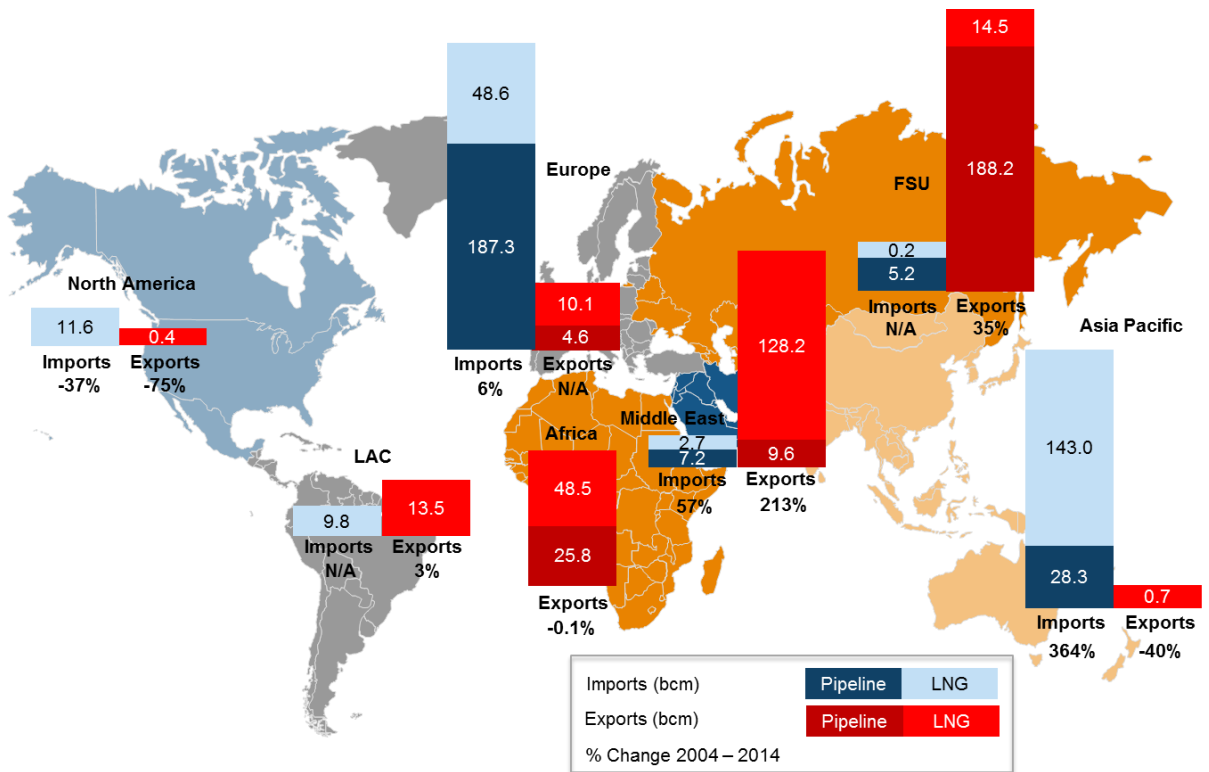 14.5
48.6
Europe
FSU
188.2
187.3
0.2
5.2
North America
10.1
128.2
Imports
N/A
Exports
35%
Asia Pacific
11.6
0.4
4.6
Imports
-37%
Exports
-75%
Imports
6%
Exports
N/A
Middle East
Africa
2.7
7.2
9.6
143.0
LAC
Imports
57%
Exports
213%
48.5
13.5
9.8
Imports
N/A
Exports
3%
25.8
28.3
0.7
Exports
-0.1%
Imports
364%
Exports
-40%
Imports (bcm)
Pipeline
LNG
Exports (bcm)
Pipeline
LNG
% Change 2004 – 2014